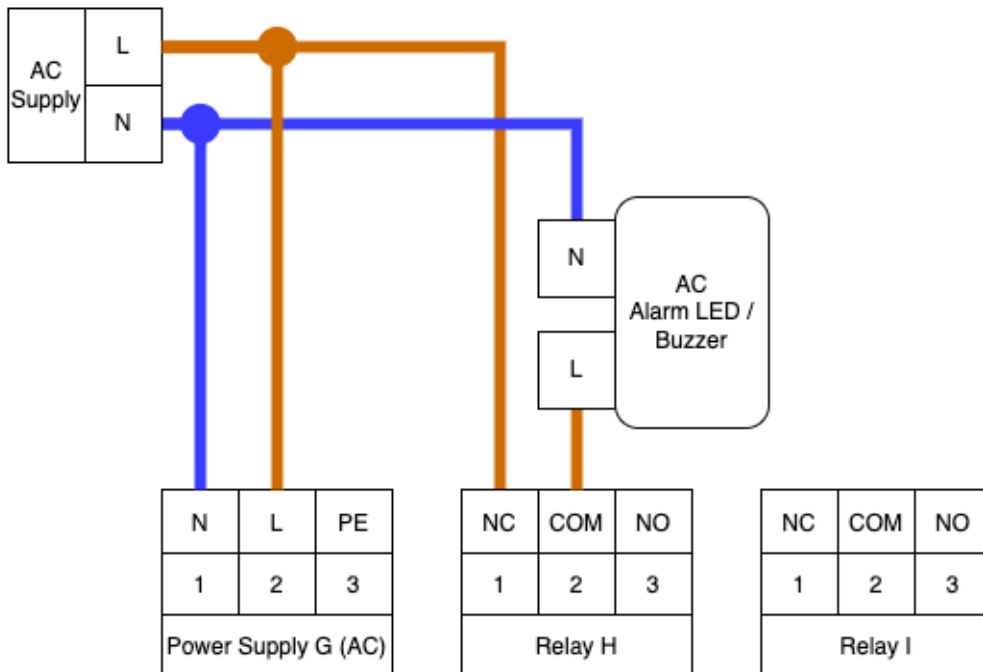 AC
Supply
L
N
N
L
AC
Alarm LED /
Buzzer
N L PE
1 2 3
Power Supply G (AC)
NC COM NO
1 2 3
Relay H
NC COM NO
1 2 3
Relay I